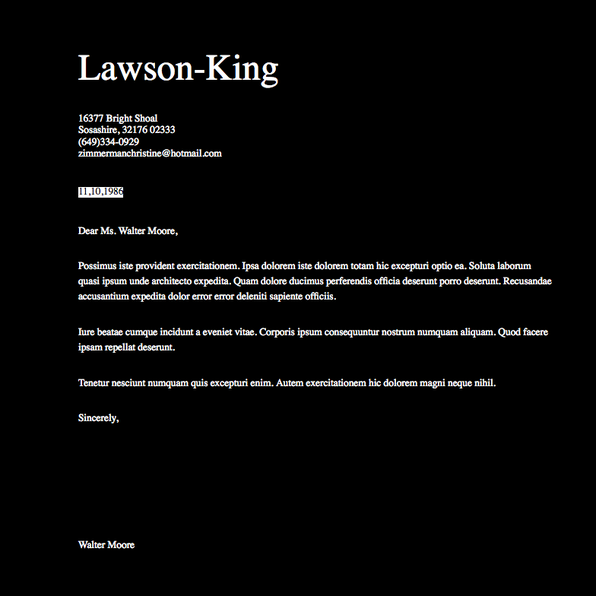 Lawson-King
16377 Bright Shoal
Sosashire, 32176 02333
(649)334-0929
zimmermanchristine@hotmail.com
11,10,1986
Dear Ms. Walter Moore,
Possimus iste provident exercitationem. Ipsa dolorem iste dolorem totam hic excepturi optio ea. Soluta laborum
quasi ipsum unde architecto expedita. Quam dolore ducimus perferendis officia deserunt porro deserunt. Recusandae
accusantium expedita dolor error error deleniti sapiente officiis.
Iure beatae cumque incidunt a eveniet vitae. Corporis ipsum consequuntur nostrum numquam aliquam. Quod facere
ipsam repellat deserunt.
Tenetur nesciunt numquam quis excepturi enim. Autem exercitationem hic dolorem magni neque nihil.
Sincerely,
Walter Moore